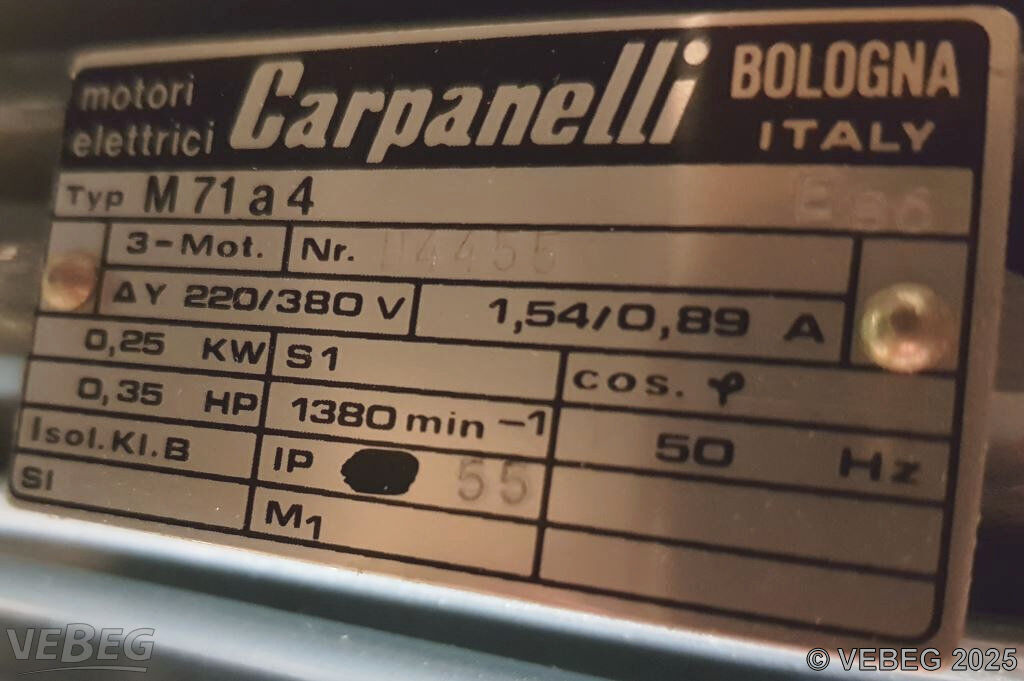 motori elettrici Carpanelli BOLOGNA ITALY
Typ M 71 a 4
3-Mot. Nr.
Δ Y 220/380 V 1,54/0,89 A
0,25 KW S1 cos. φ
0,35 HP 1380 min -1 50 Hz
Isol.Kl.B IP 55
SI M1
VEBEG
© VEBEG 2025